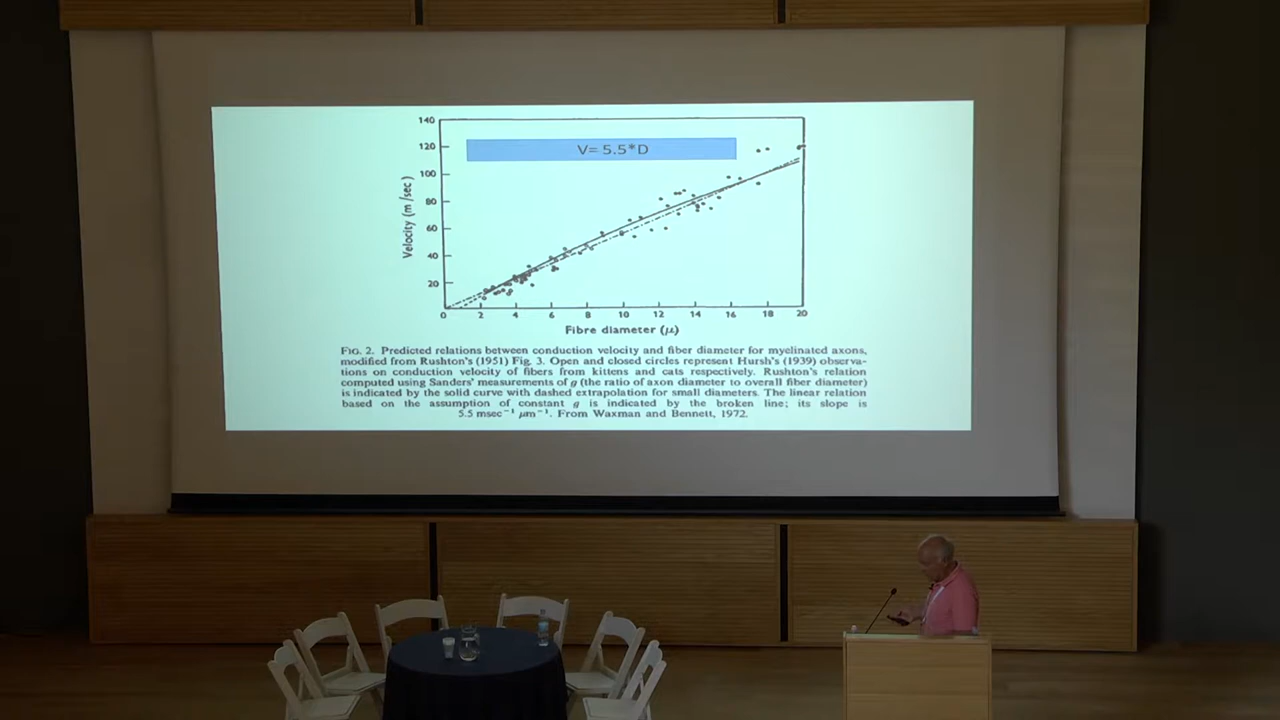 140
V= 5.5*D
120
100
80
60
40
20
Velocity (m/sec)
0 2 4 6 8 10 12 14 16 18 20
Fibre diameter (μ)
FIG. 2. Predicted relations between conduction velocity and fiber diameter for myelinated axons,
modified from Rushton's (1951) Fig. 3. Open and closed circles represent Hursh's (1939) observa-
tions on conduction velocity of fibers from kittens and cats respectively. Rushton's relation
computed using Sanders' measurements of g (the ratio of axon diameter to overall fiber diameter)
is indicated by the solid curve with dashed extrapolation for small diameters. The linear relation
based on the assumption of constant g is indicated by the broken line; its slope is
5.5 msec⁻¹ μm⁻¹. From Waxman and Bennett, 1972.